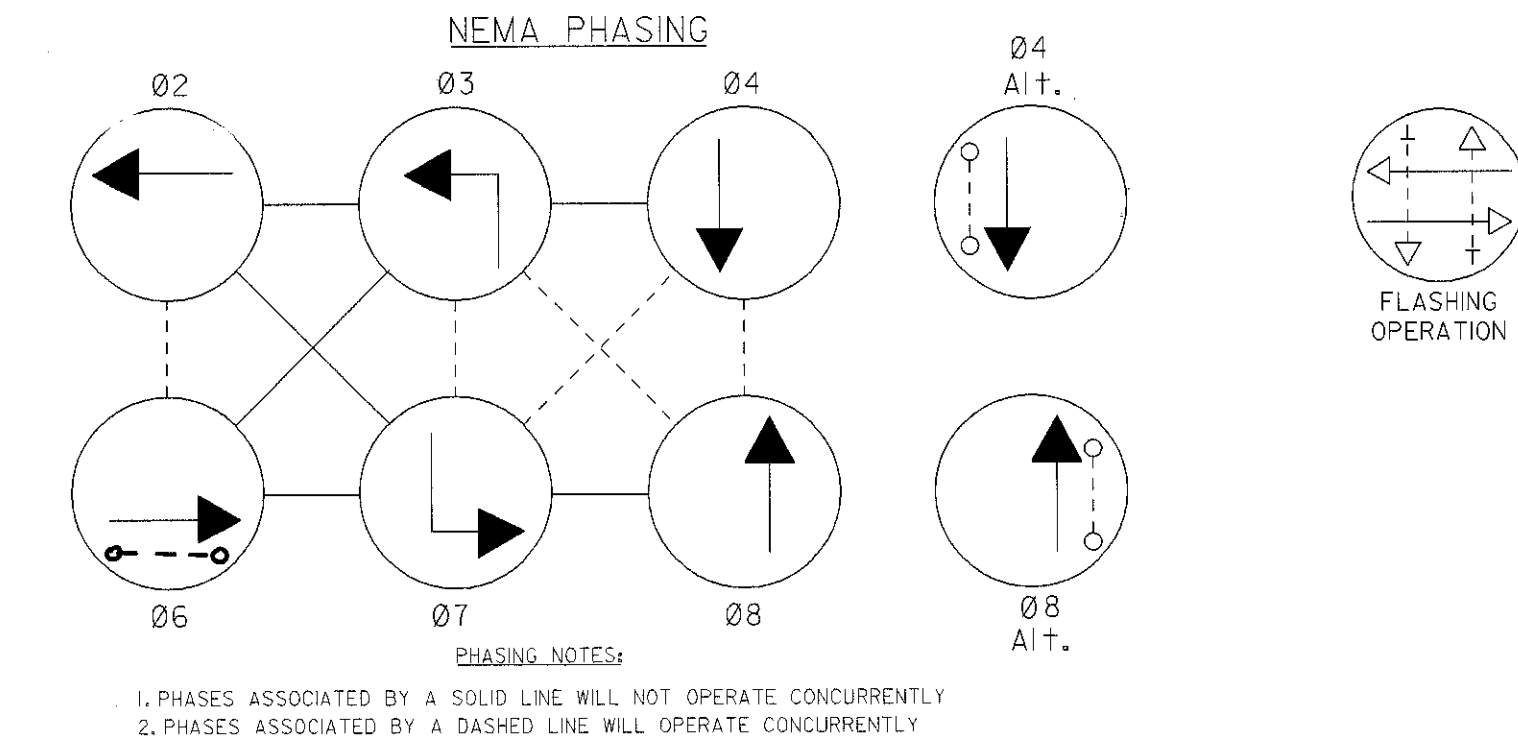 NEMA PHASING
Ø2
Ø3
Ø4
Ø4
Alt.
FLASHING
OPERATION
Ø6
Ø7
Ø8
Ø8
Alt.
PHASING NOTES:
1. PHASES ASSOCIATED BY A SOLID LINE WILL NOT OPERATE CONCURRENTLY
2. PHASES ASSOCIATED BY A DASHED LINE WILL OPERATE CONCURRENTLY